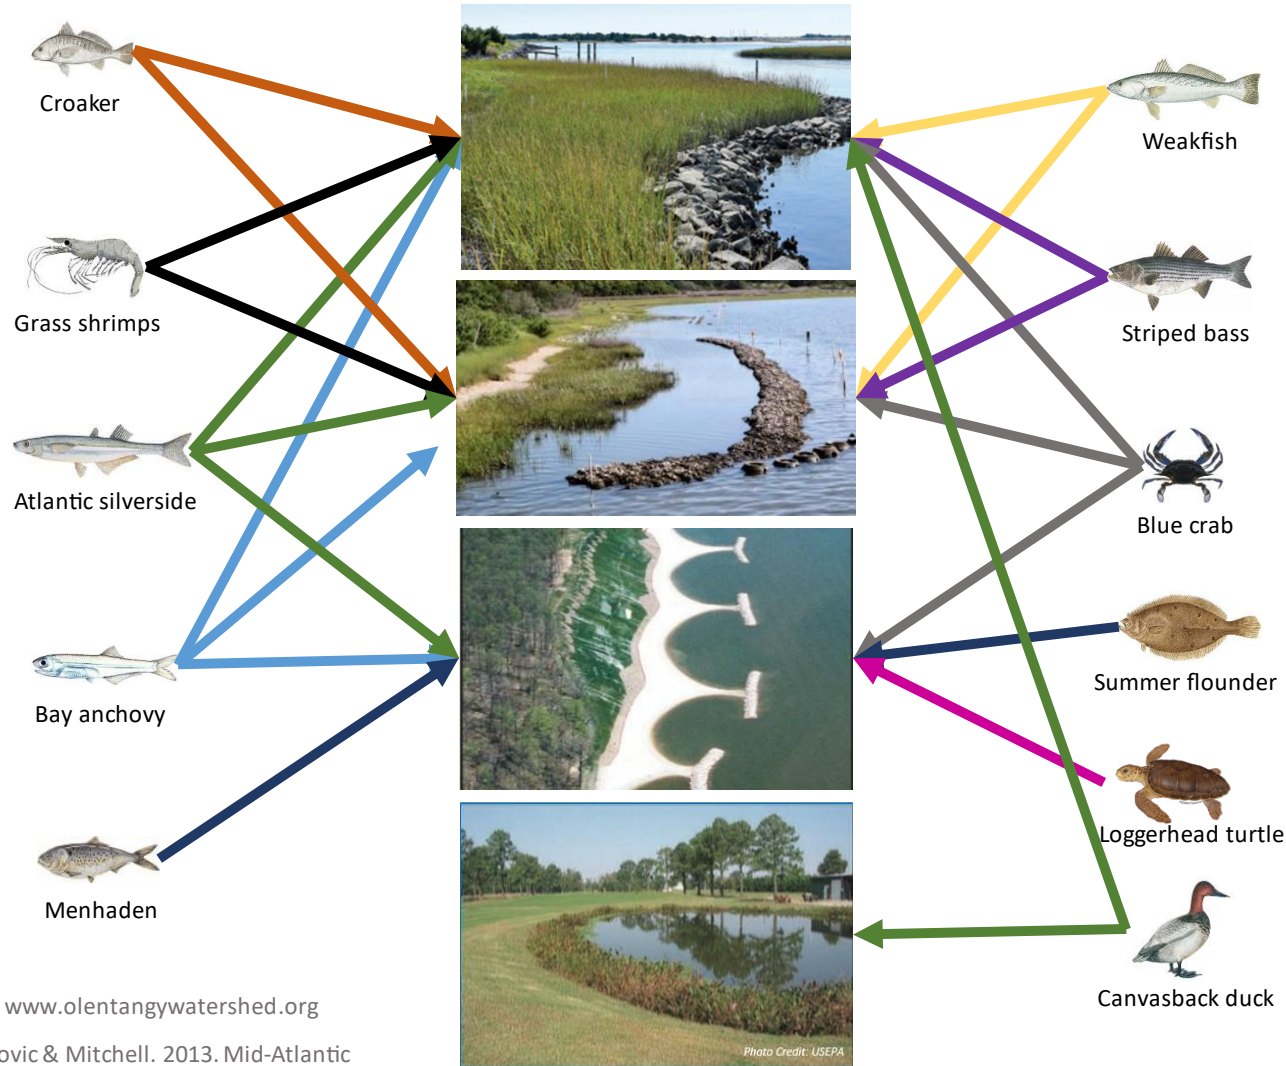 Croaker
Grass shrimps
Atlantic silverside
Bay anchovy
Menhaden
Weakfish
Striped bass
Blue crab
Summer flounder
Loggerhead turtle
Canvasback duck
Photo Credit: USEPA
www.olentangywatershed.org
ovic & Mitchell. 2013. Mid-Atlantic